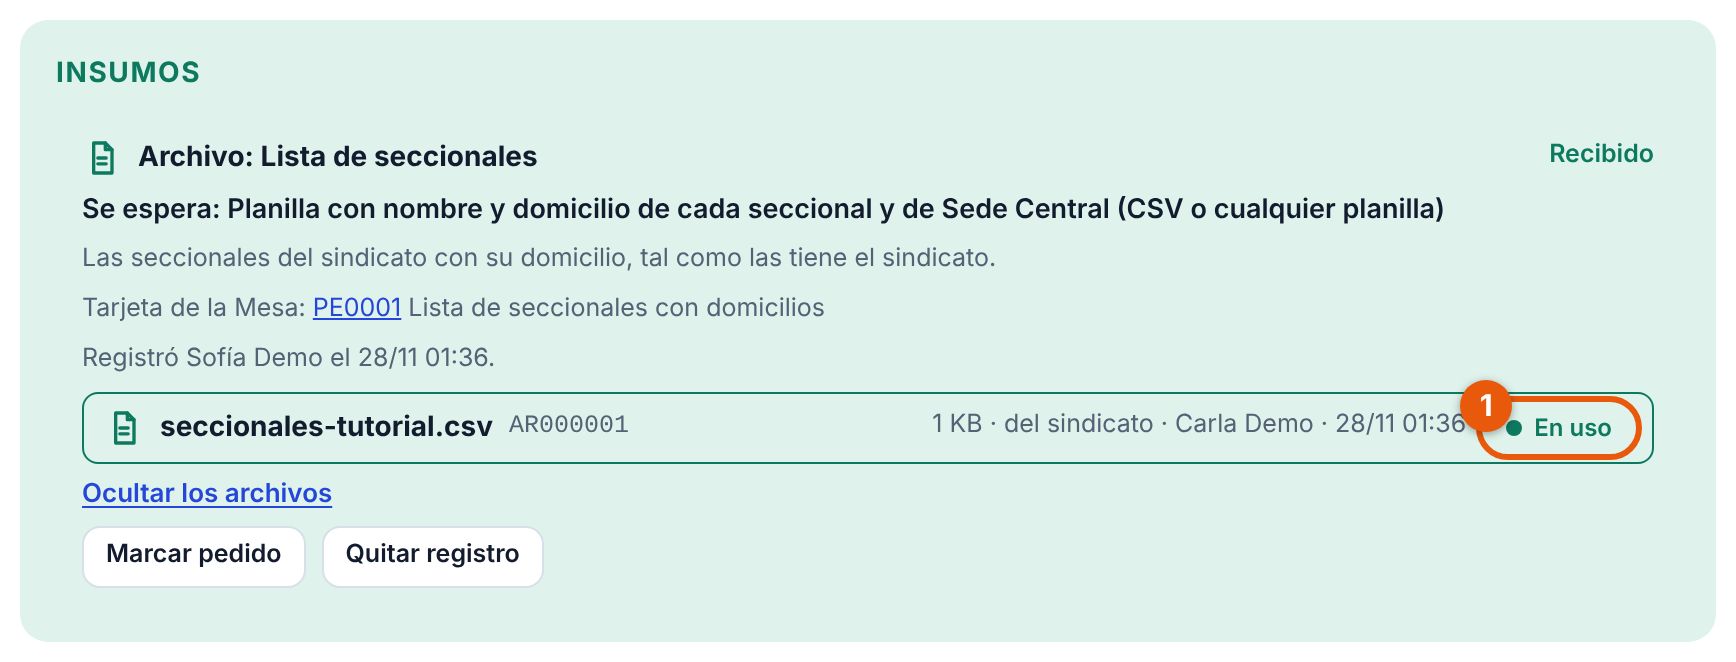 INSUMOS
Archivo: Lista de seccionales
Recibido
Se espera: Planilla con nombre y domicilio de cada seccional y de Sede Central (CSV o cualquier planilla)
Las seccionales del sindicato con su domicilio, tal como las tiene el sindicato.
Tarjeta de la Mesa: PE0001 Lista de seccionales con domicilios
Registró Sofía Demo el 28/11 01:36.
seccionales-tutorial.csv AR000001 1 KB · del sindicato · Carla Demo · 28/11 01:36 1 En uso
Ocultar los archivos
Marcar pedido Quitar registro